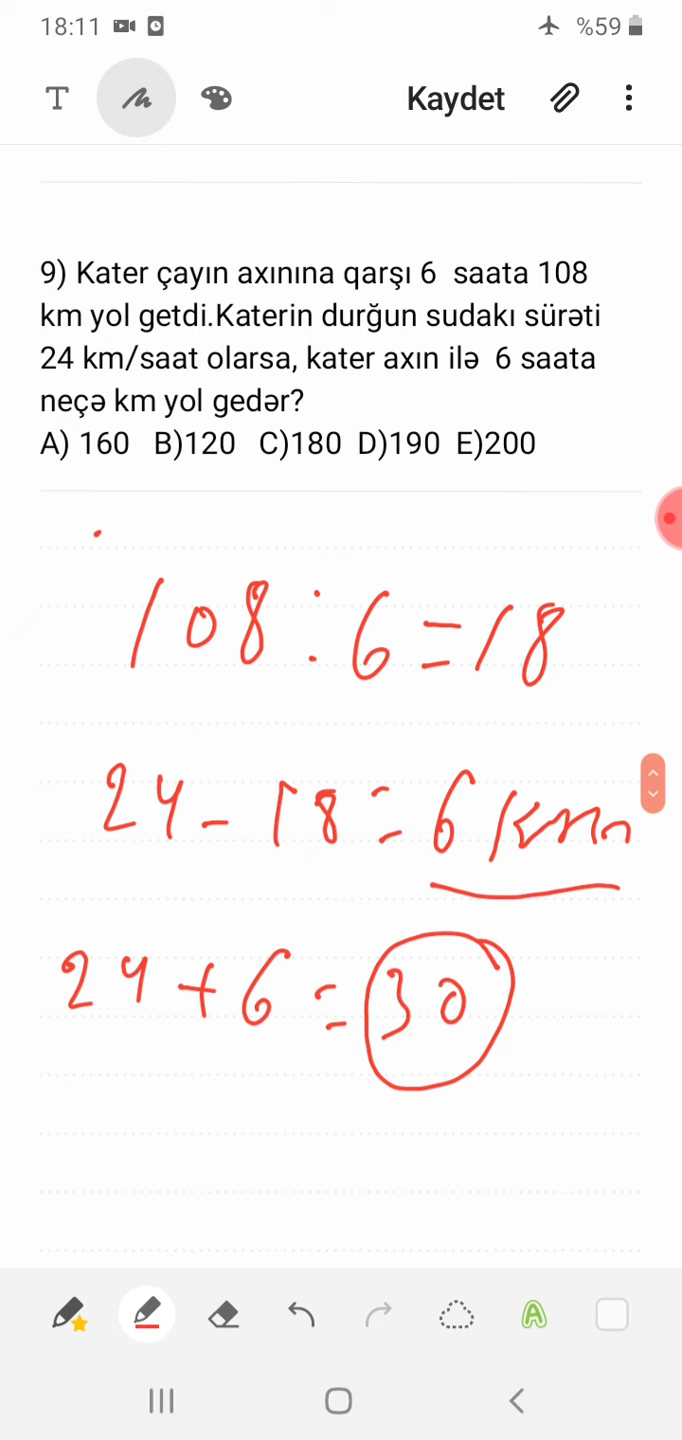 18:11 %59
T Kaydet
9) Kater çayın axınına qarşı 6 saata 108
km yol getdi.Katerin durğun sudakı sürəti
24 km/saat olarsa, kater axın ilə 6 saata
neçə km yol gedər?
A) 160 B)120 C)180 D)190 E)200
108 : 6 = 18
24 - 18 = 6 km
24 + 6 = 30
A